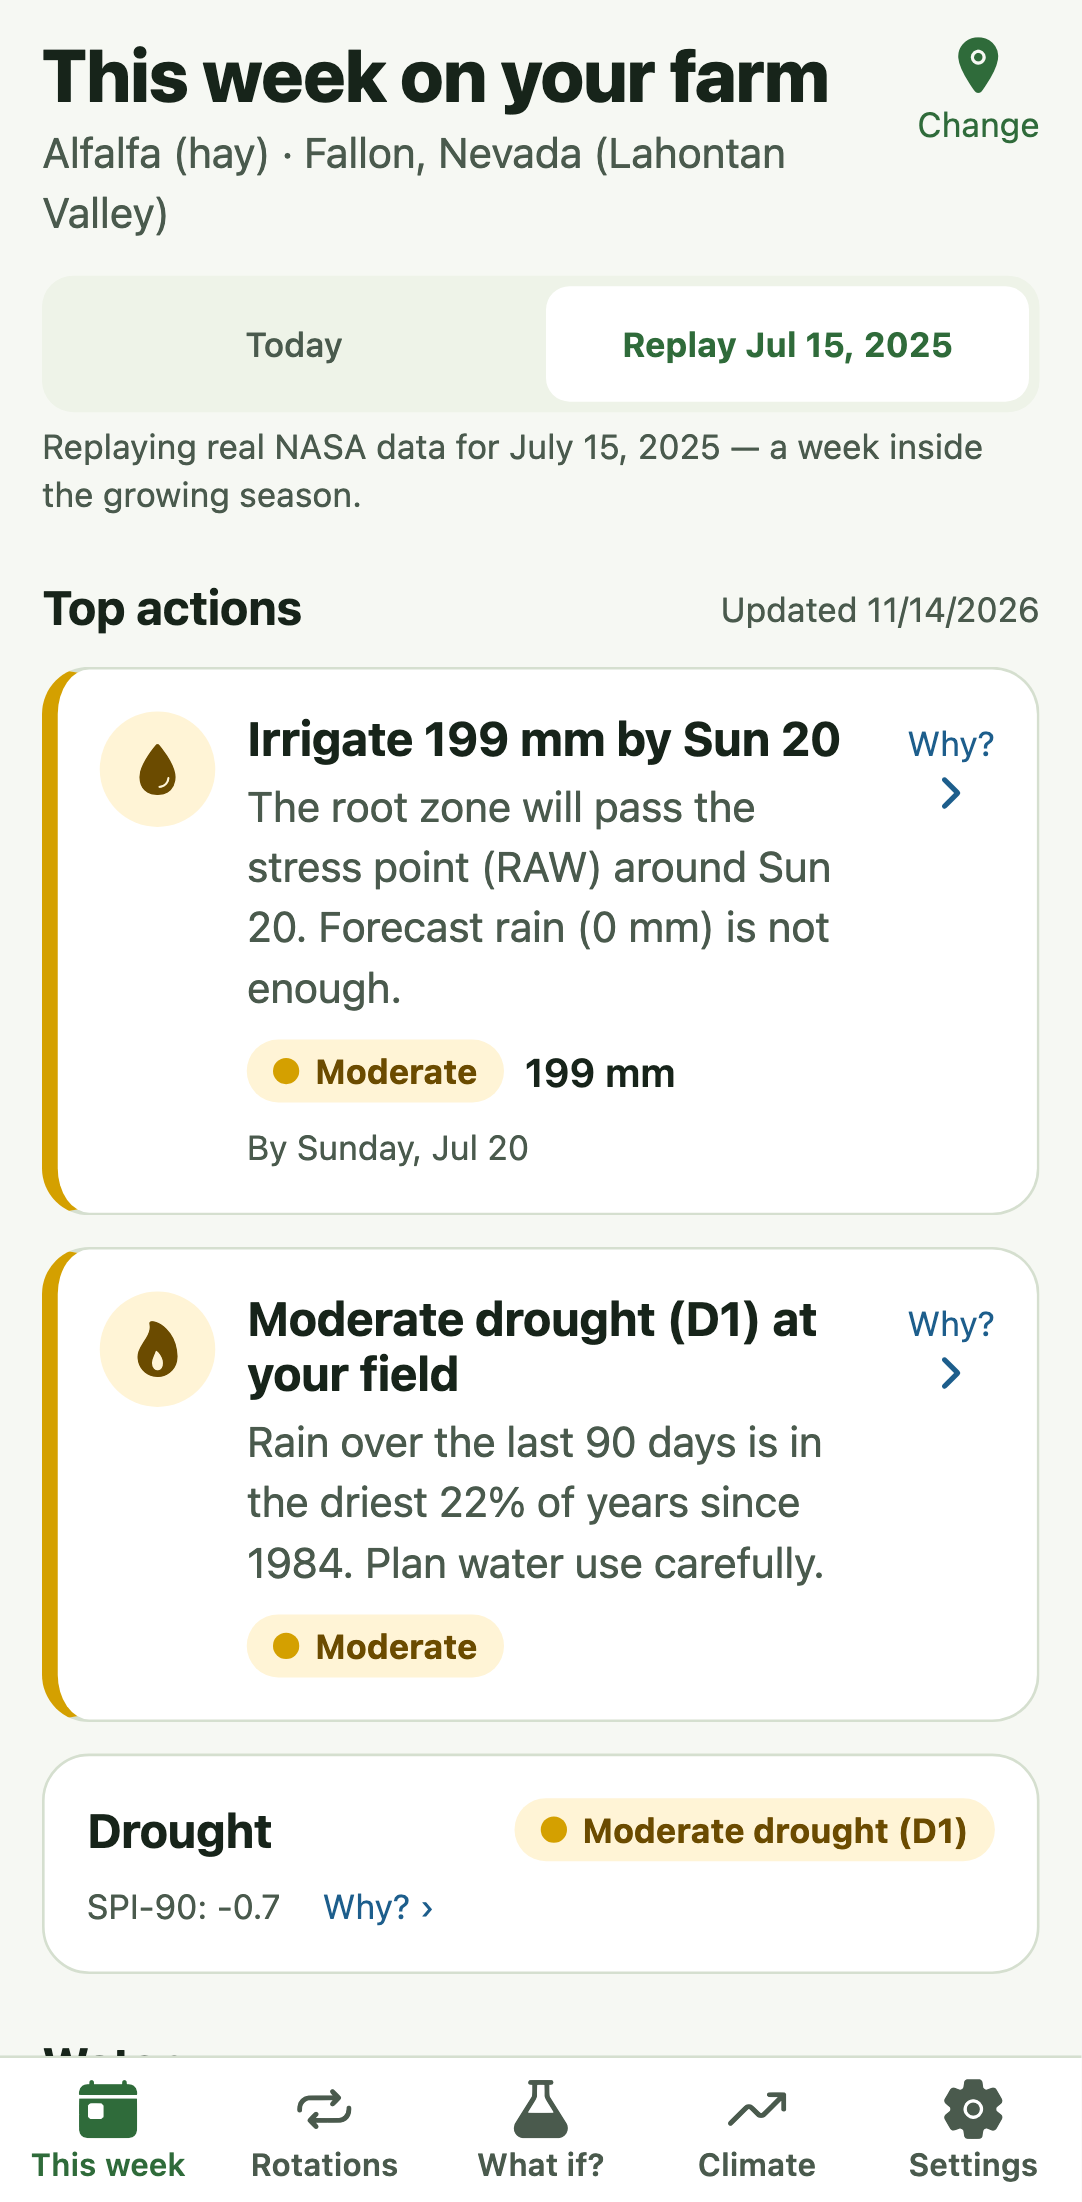 This week on your farm
Change
Alfalfa (hay) · Fallon, Nevada (Lahontan
Valley)
Today
Replay Jul 15, 2025
Replaying real NASA data for July 15, 2025 — a week inside
the growing season.
Top actions
Updated 11/14/2026
Irrigate 199 mm by Sun 20
Why?
The root zone will pass the
stress point (RAW) around Sun
20. Forecast rain (0 mm) is not
enough.
Moderate
199 mm
By Sunday, Jul 20
Moderate drought (D1) at
your field
Why?
Rain over the last 90 days is in
the driest 22% of years since
1984. Plan water use carefully.
Moderate
Drought
Moderate drought (D1)
SPI-90: -0.7
Why? ›
This week
Rotations
What if?
Climate
Settings